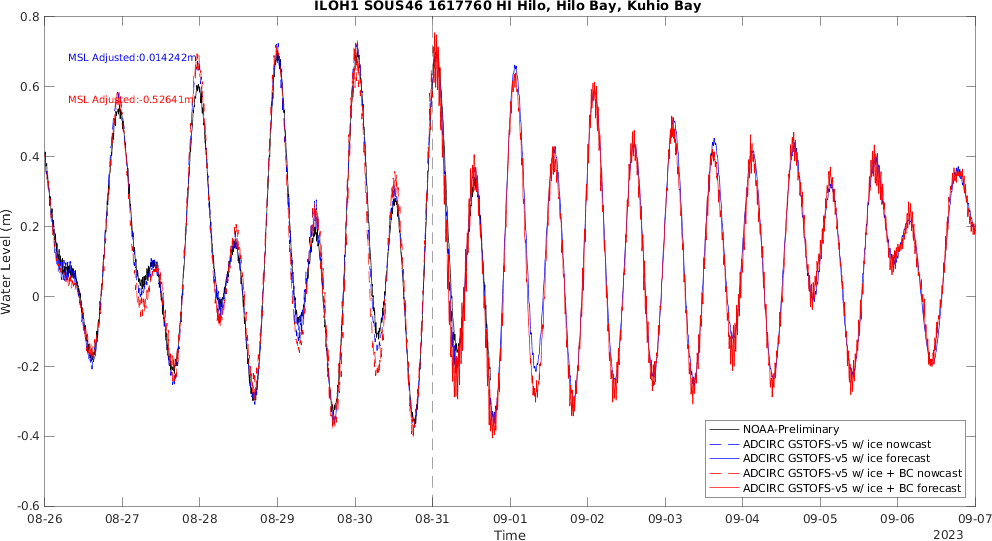 ILOH1 SOUS46 1617760 HI Hilo, Hilo Bay, Kuhio Bay
0.8
0.6
0.4
0.2
0
-0.2
-0.4
-0.6
Water Level (m)
MSL Adjusted:0.014242m
MSL Adjusted:-0.52641m
NOAA-Preliminary
ADCIRC GSTOFS-v5 w/ ice nowcast
ADCIRC GSTOFS-v5 w/ ice forecast
ADCIRC GSTOFS-v5 w/ ice + BC nowcast
ADCIRC GSTOFS-v5 w/ ice + BC forecast
08-26 08-27 08-28 08-29 08-30 08-31 09-01 09-02 09-03 09-04 09-05 09-06 09-07
Time
2023